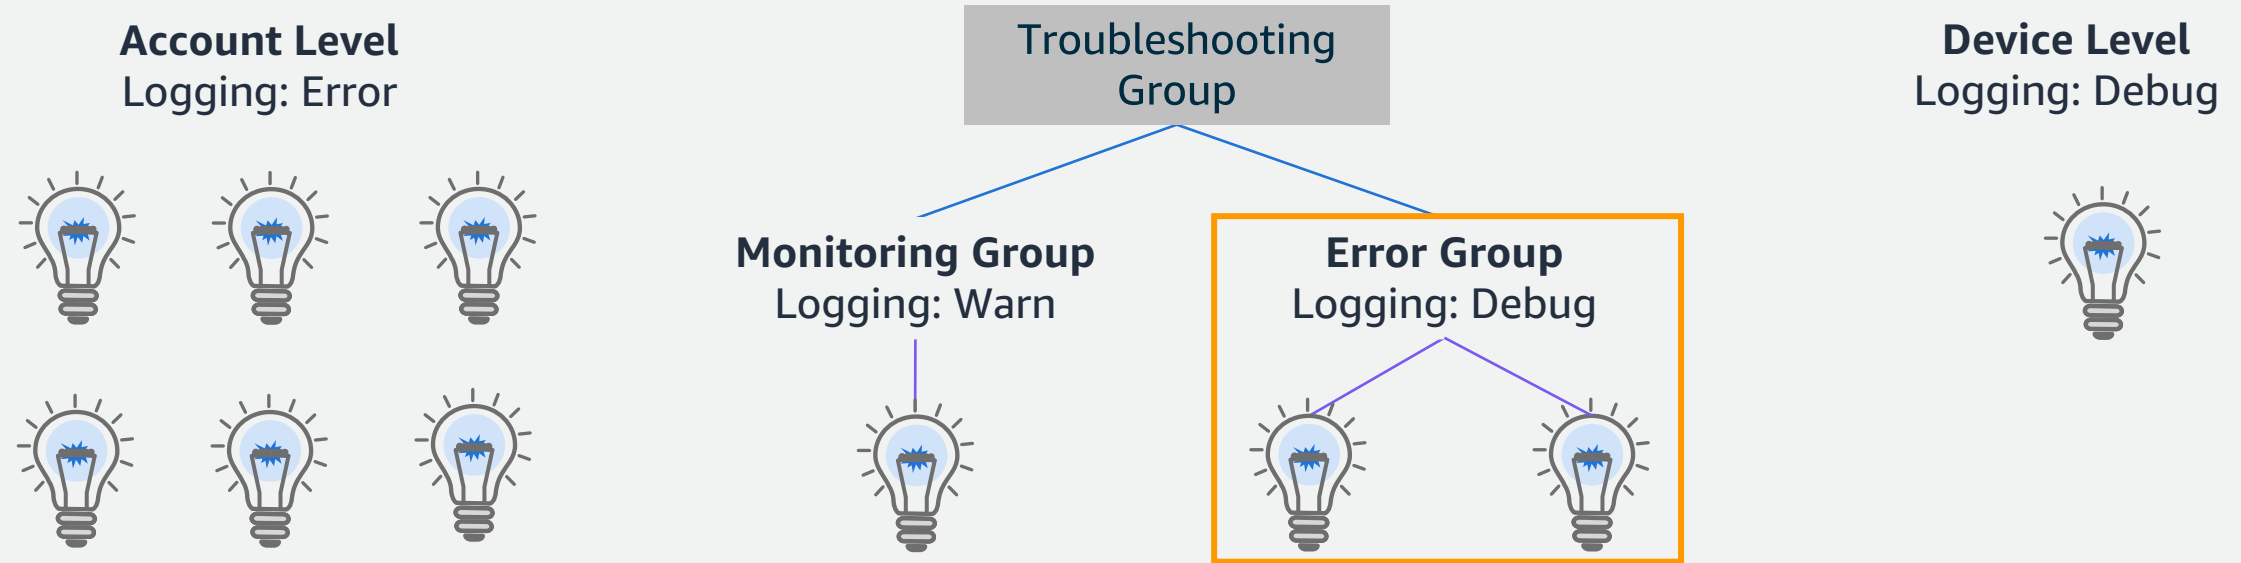 Account Level
Logging: Error
Troubleshooting
Group
Device Level
Logging: Debug
Monitoring Group
Logging: Warn
Error Group
Logging: Debug